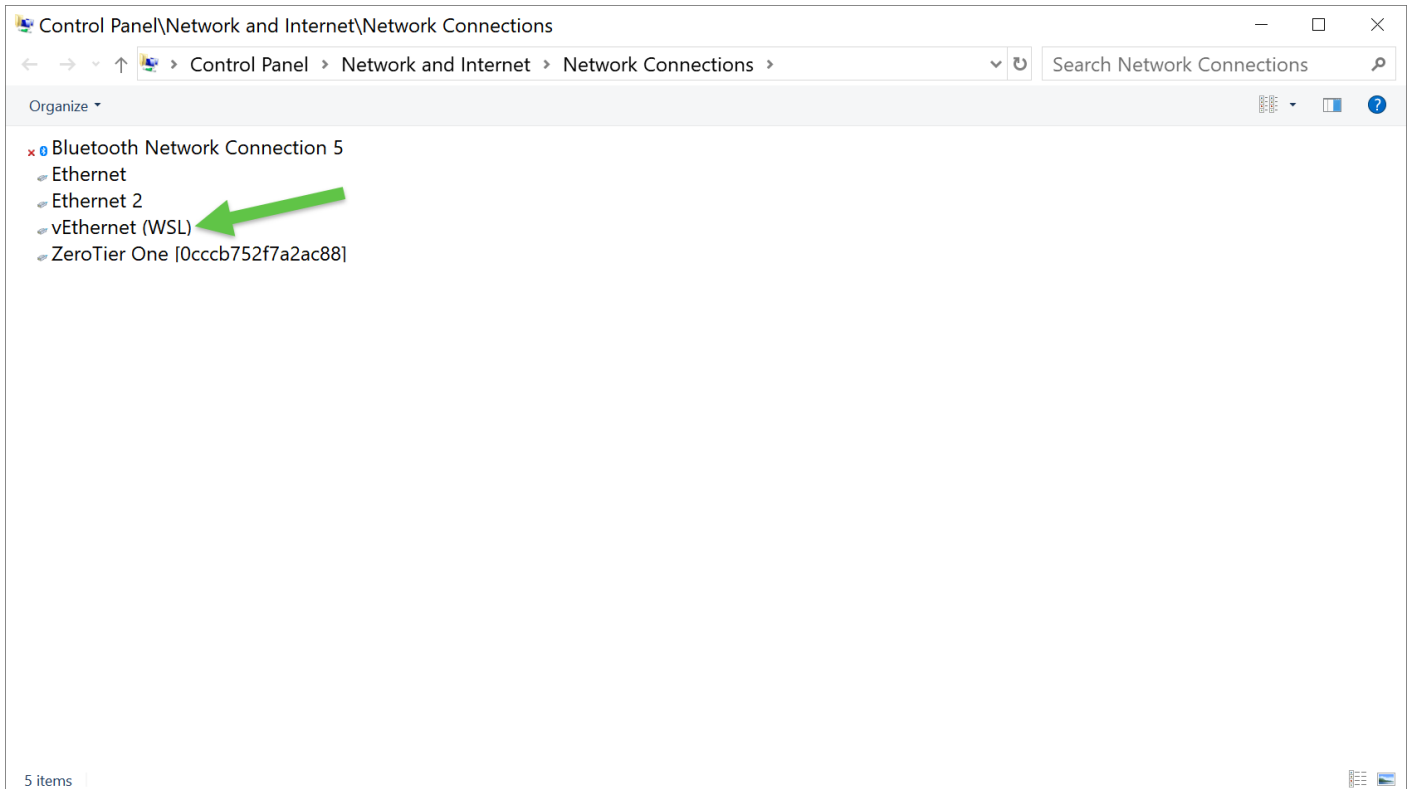 Control Panel\Network and Internet\Network Connections
Control Panel > Network and Internet > Network Connections >
Search Network Connections
Organize
Bluetooth Network Connection 5
Ethernet
Ethernet 2
vEthernet (WSL)
ZeroTier One [0cccb752f7a2ac88]
5 items